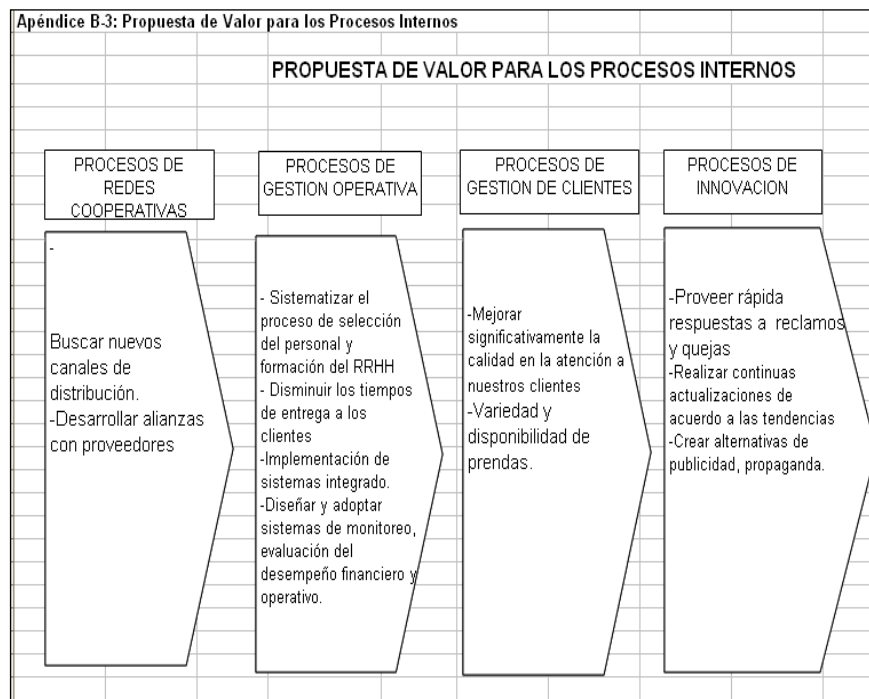 Apéndice B-3: Propuesta de Valor para los Procesos Internos
PROPUESTA DE VALOR PARA LOS PROCESOS INTERNOS
PROCESOS DE
REDES
COOPERATIVAS
-
Buscar nuevos
canales de
distribución.
-Desarrollar alianzas
con proveedores
PROCESOS DE
GESTION OPERATIVA
- Sistematizar el
proceso de selección
del personal y
formación del RRHH
- Disminuir los tiempos
de entrega a los
clientes
-Implementación de
sistemas integrado.
-Diseñar y adoptar
sistemas de monitoreo,
evaluación del
desempeño financiero y
operativo.
PROCESOS DE
GESTION DE CLIENTES
-Mejorar
significativamente la
calidad en la atención a
nuestros clientes
-Variedad y
disponibilidad de
prendas.
PROCESOS DE
INNOVACION
-Proveer rápida
respuestas a reclamos
y quejas
-Realizar continuas
actualizaciones de
acuerdo a las tendencias
-Crear alternativas de
publicidad, propaganda.